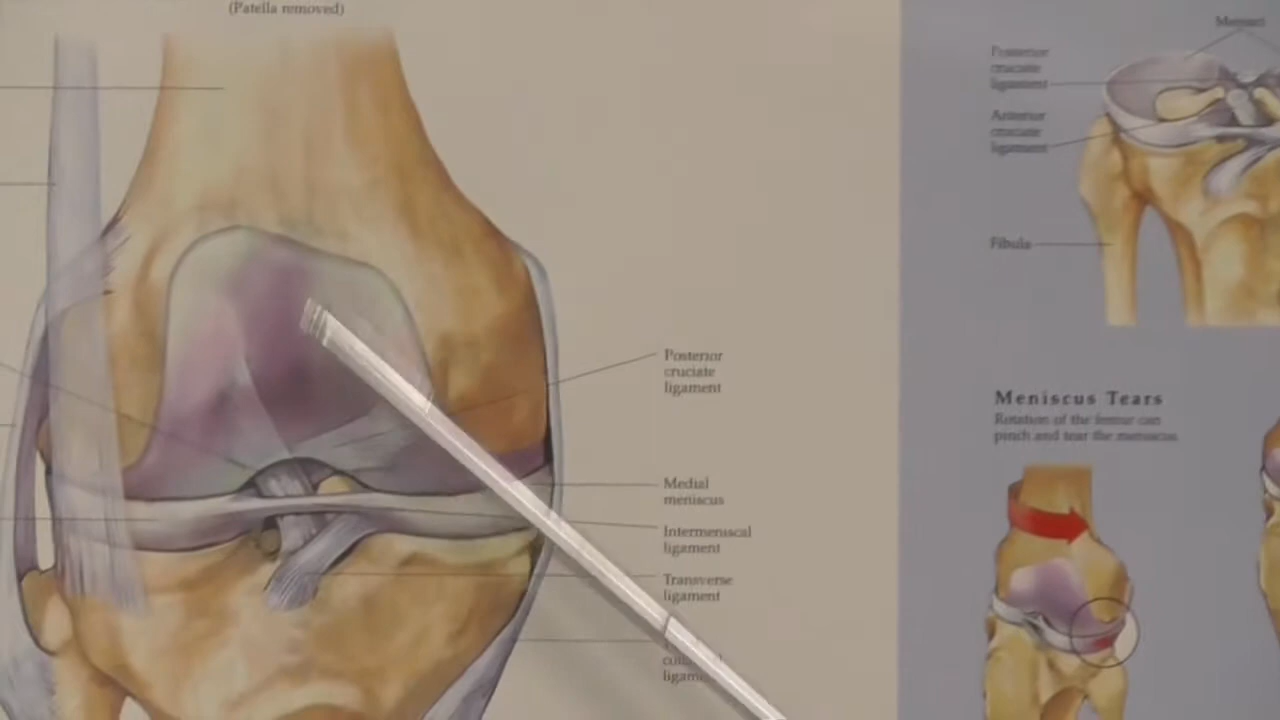 (Patella removed)
Posterior
cruciate
ligament
Medial
meniscus
Intermeniscal
ligament
Transverse
ligament
Menisci
Posterior
cruciate
ligament
Anterior
cruciate
ligament
Fibula
Meniscus Tears
Rotation of the femur can
pinch and tear the meniscus